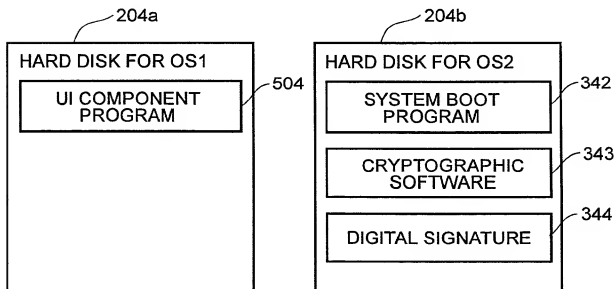 204a
HARD DISK FOR OS1
UI COMPONENT
PROGRAM
504
204b
HARD DISK FOR OS2
SYSTEM BOOT
PROGRAM
342
CRYPTOGRAPHIC
SOFTWARE
343
DIGITAL SIGNATURE
344